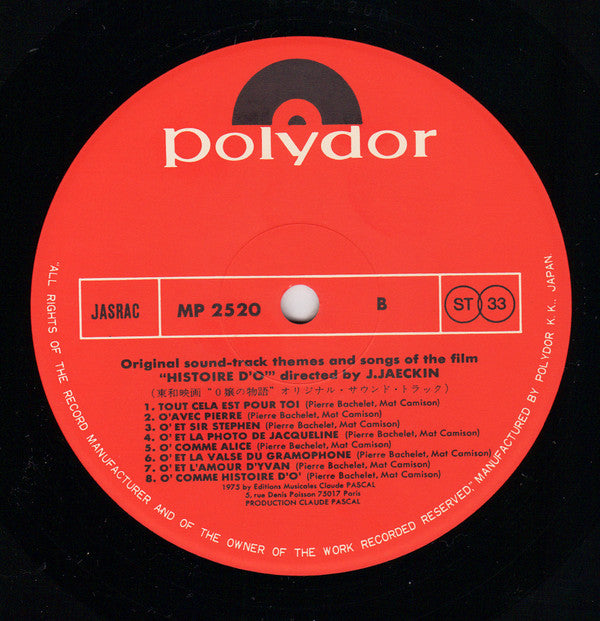 polydor
JASRAC
MP 2520
B
ST 33
Original sound-track themes and songs of the film
"HISTOIRE D'O'" directed by J.JAECKIN
(東和映画 "O嬢の物語" オリジナル・サウンド・トラック)
1. TOUT CELA EST POUR TOI (Pierre Bachelet, Mat Camison)
2. O'AVEC PIERRE (Pierre Bachelet, Mat Camison)
3. O' ET SIR STEPHEN (Pierre Bachelet, Mat Camison)
4. O' ET LA PHOTO DE JACQUELINE (Pierre Bachelet, Mat Camison)
5. O' COMME ALICE (Pierre Bachelet, Mat Camison)
6. O' ET LA VALSE DU GRAMOPHONE (Pierre Bachelet, Mat Camison)
7. O' ET L'AMOUR D'YVAN (Pierre Bachelet, Mat Camison)
8. O' COMME HISTOIRE D'O' (Pierre Bachelet, Mat Camison)
1975 by Editions Musicales Claude PASCAL
5, rue Denis Poisson 75017 Paris
PRODUCTION CLAUDE PASCAL
"ALL RIGHTS OF THE RECORD MANUFACTURER AND OF THE OWNER OF THE WORK RECORDED RESERVED." MANUFACTURED BY POLYDOR K.K., JAPAN.